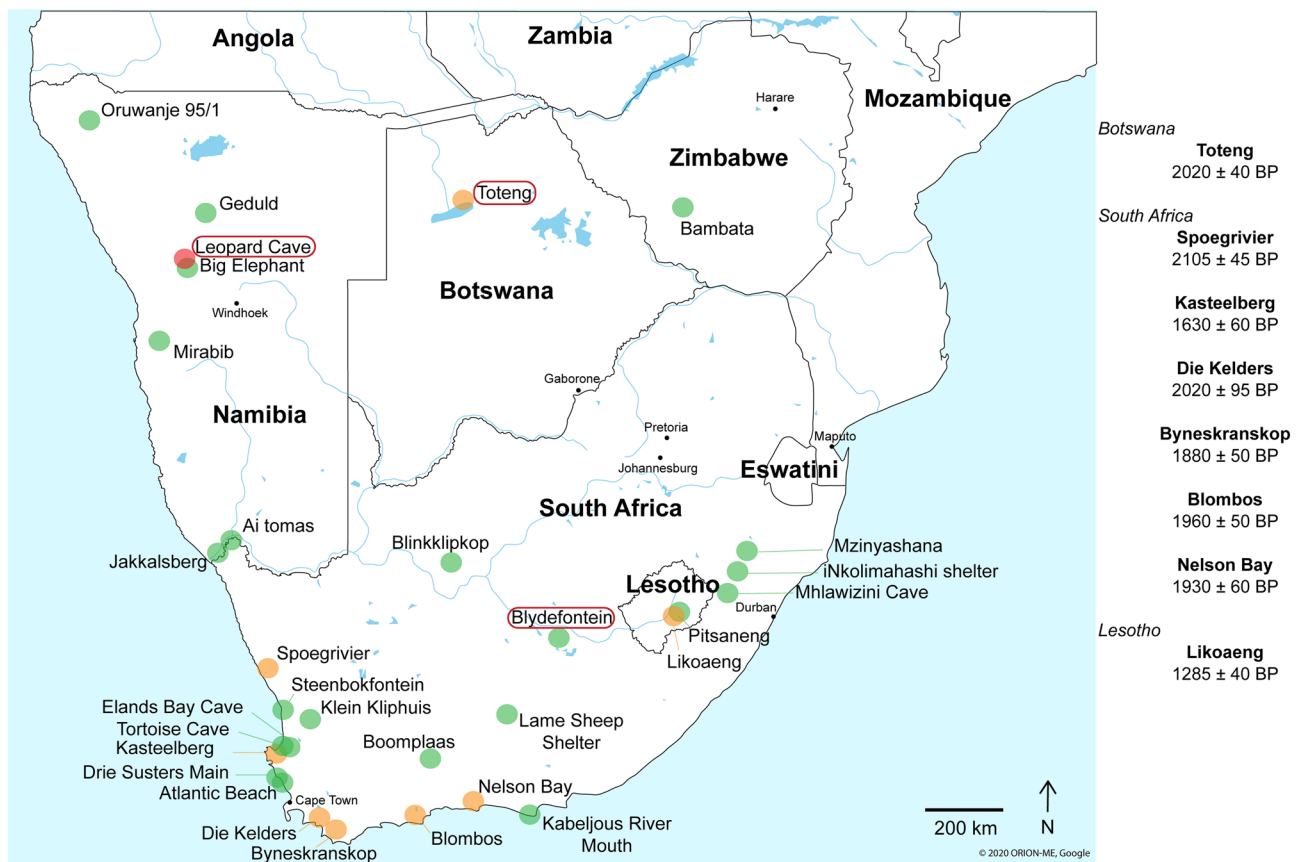 Angola
Zambia
Mozambique
Harare
Oruwanje 95/1
Zimbabwe
Toteng
Geduld
Bambata
Leopard Cave
Big Elephant
Botswana
Windhoek
Mirabib
Gaborone
Namibia
Pretoria
Maputo
Johannesburg
Eswatini
South Africa
Ai tomas
Jakkalsberg
Blinkklipkop
Mzinyashana
iNkolimahashi shelter
Lesotho
Mhlawizini Cave
Durban
Blydefontein
Pitsaneng
Likoaeng
Spoegrivier
Steenbokfontein
Elands Bay Cave
Klein Kliphuis
Tortoise Cave
Kasteelberg
Boomplaas
Lame Sheep
Shelter
Drie Susters Main
Atlantic Beach
Cape Town
Nelson Bay
Die Kelders
Byneskranskop
Blombos
Kabeljous River
Mouth
200 km
N
© 2020 ORION-ME, Google
Botswana
Toteng
2020 ± 40 BP
South Africa
Spoegrivier
2105 ± 45 BP
Kasteelberg
1630 ± 60 BP
Die Kelders
2020 ± 95 BP
Byneskranskop
1880 ± 50 BP
Blombos
1960 ± 50 BP
Nelson Bay
1930 ± 60 BP
Lesotho
Likoaeng
1285 ± 40 BP